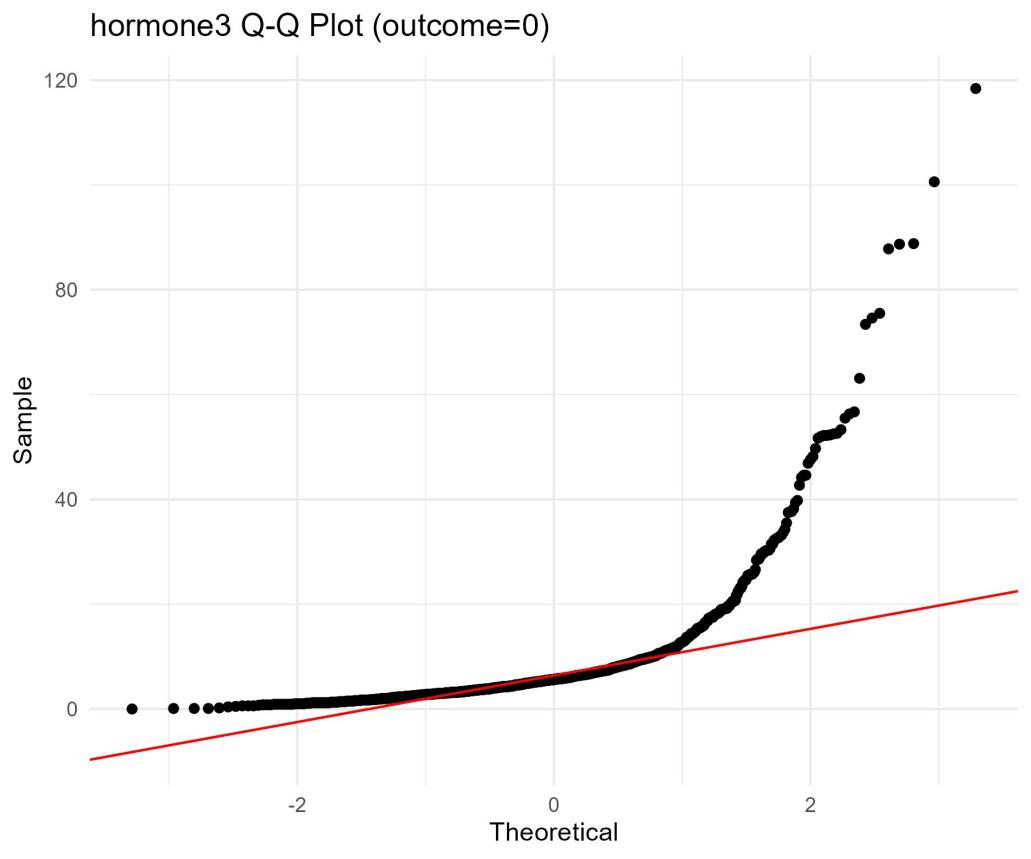 hormone3 Q-Q Plot (outcome=0)
120
80
40
0
Sample
-2 0 2
Theoretical